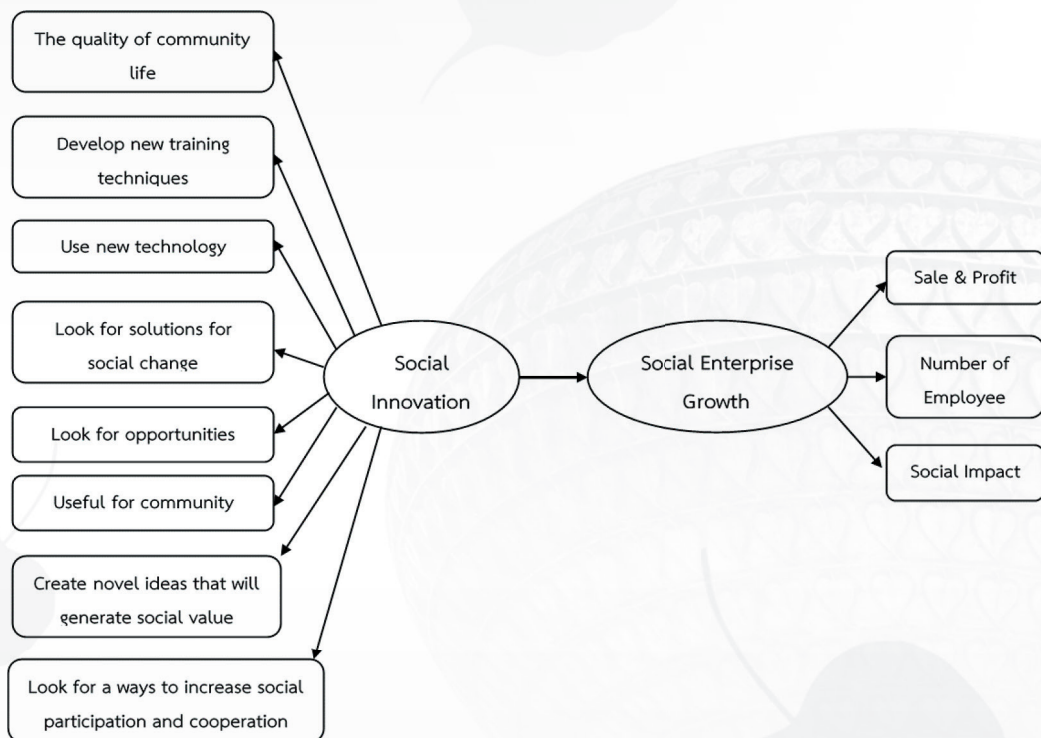 The quality of community
life
Develop new training
techniques
Use new technology
Look for solutions for
social change
Look for opportunities
Useful for community
Create novel ideas that will
generate social value
Look for a ways to increase social
participation and cooperation
Social
Innovation
Social Enterprise
Growth
Sale & Profit
Number of
Employee
Social Impact